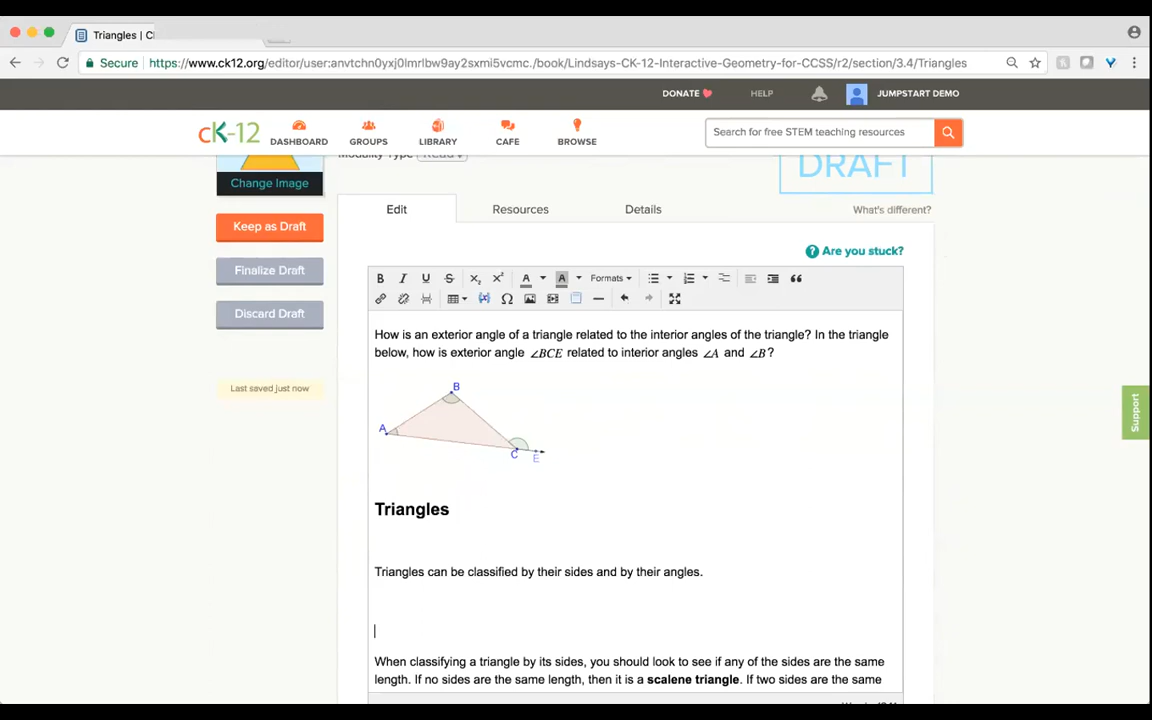 Triangles | C
Secure
https://www.ck12.org/editor/user:anvtcn0yxj0lmrlbw9ay2sxmi5vcmc./book/Lindsays-CK-12-Interactive-Geometry-for-CCSS/r2/section/3.4/Triangles
DONATE
HELP
JUMPSTART DEMO
cK-12
DASHBOARD
GROUPS
LIBRARY
CAFE
BROWSE
Search for free STEM teaching resources
Modality Type Read
DRAFT
Change Image
Keep as Draft
Finalize Draft
Discard Draft
Last saved just now
Edit
Resources
Details
What's different?
? Are you stuck?
B I U S X₂ X² A A Formats
How is an exterior angle of a triangle related to the interior angles of the triangle? In the triangle
below, how is exterior angle ∠BCE related to interior angles ∠A and ∠B?
B
A
C
E
Triangles
Triangles can be classified by their sides and by their angles.
When classifying a triangle by its sides, you should look to see if any of the sides are the same
length. If no sides are the same length, then it is a scalene triangle. If two sides are the same
Support